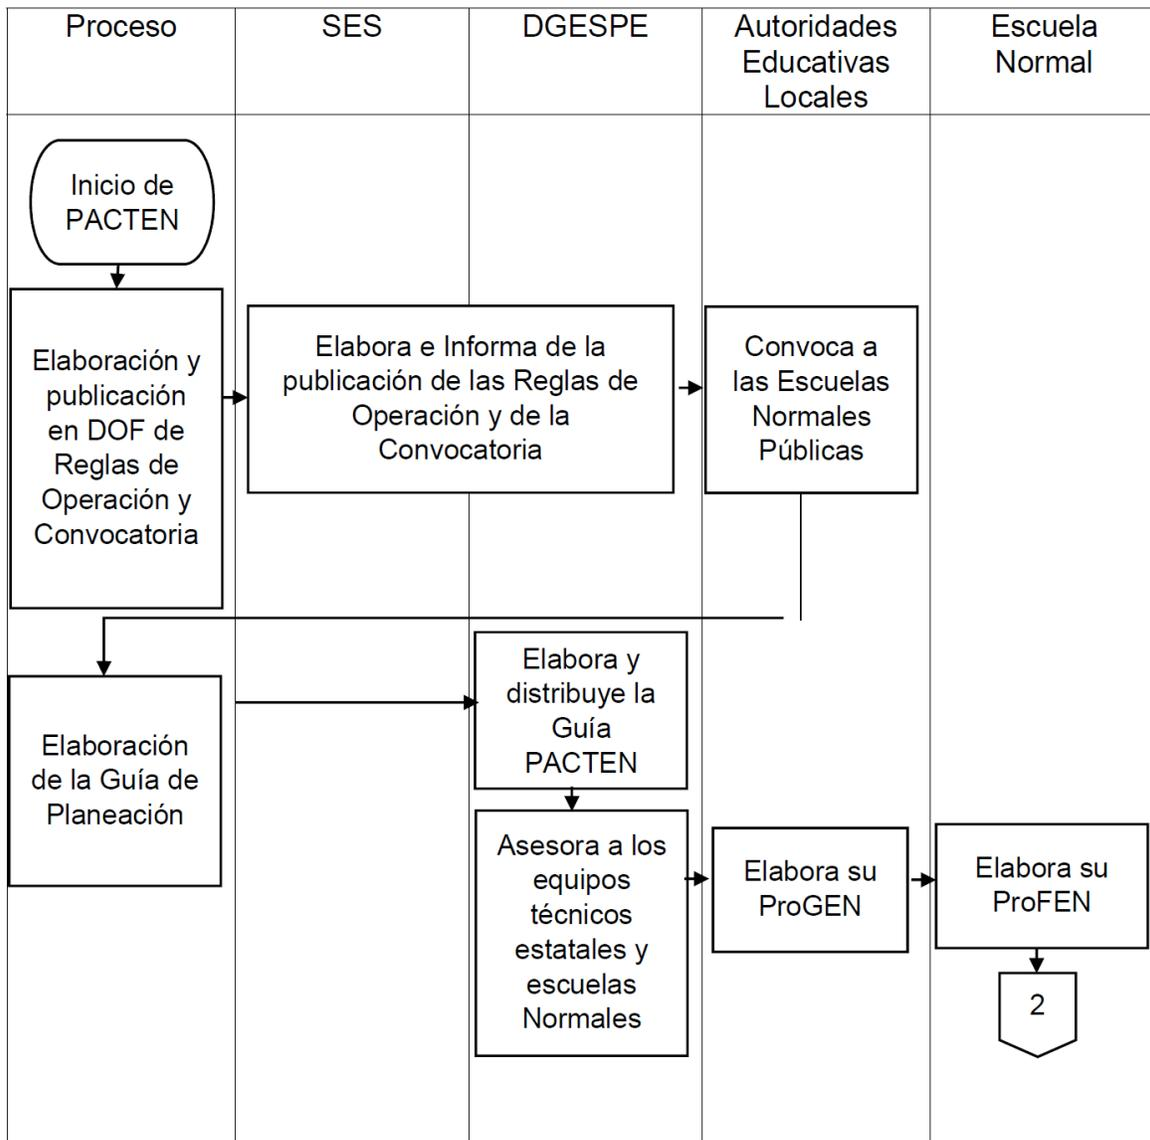 Proceso
SES
DGESPE
Autoridades
Educativas
Locales
Escuela
Normal
Inicio de
PACTEN
Elaboración y
publicación
en DOF de
Reglas de
Operación y
Convocatoria
Elabora e Informa de la
publicación de las Reglas de
Operación y de la
Convocatoria
Convoca a
las Escuelas
Normales
Públicas
Elaboración
de la Guía de
Planeación
Elabora y
distribuye la
Guía
PACTEN
Asesora a los
equipos
técnicos
estatales y
escuelas
Normales
Elabora su
ProGEN
Elabora su
ProFEN
2